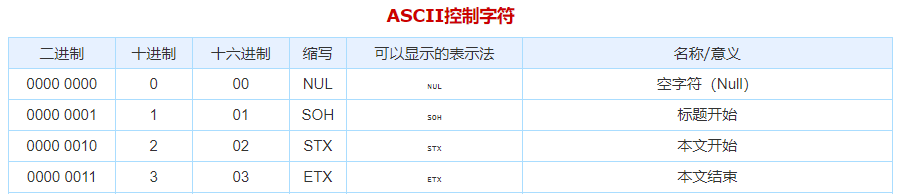 ASCII控制字符
二进制 十进制 十六进制 缩写 可以显示的表示法 名称/意义
0000 0000 0 00 NUL NUL 空字符（Null）
0000 0001 1 01 SOH SOH 标题开始
0000 0010 2 02 STX STX 本文开始
0000 0011 3 03 ETX ETX 本文结束